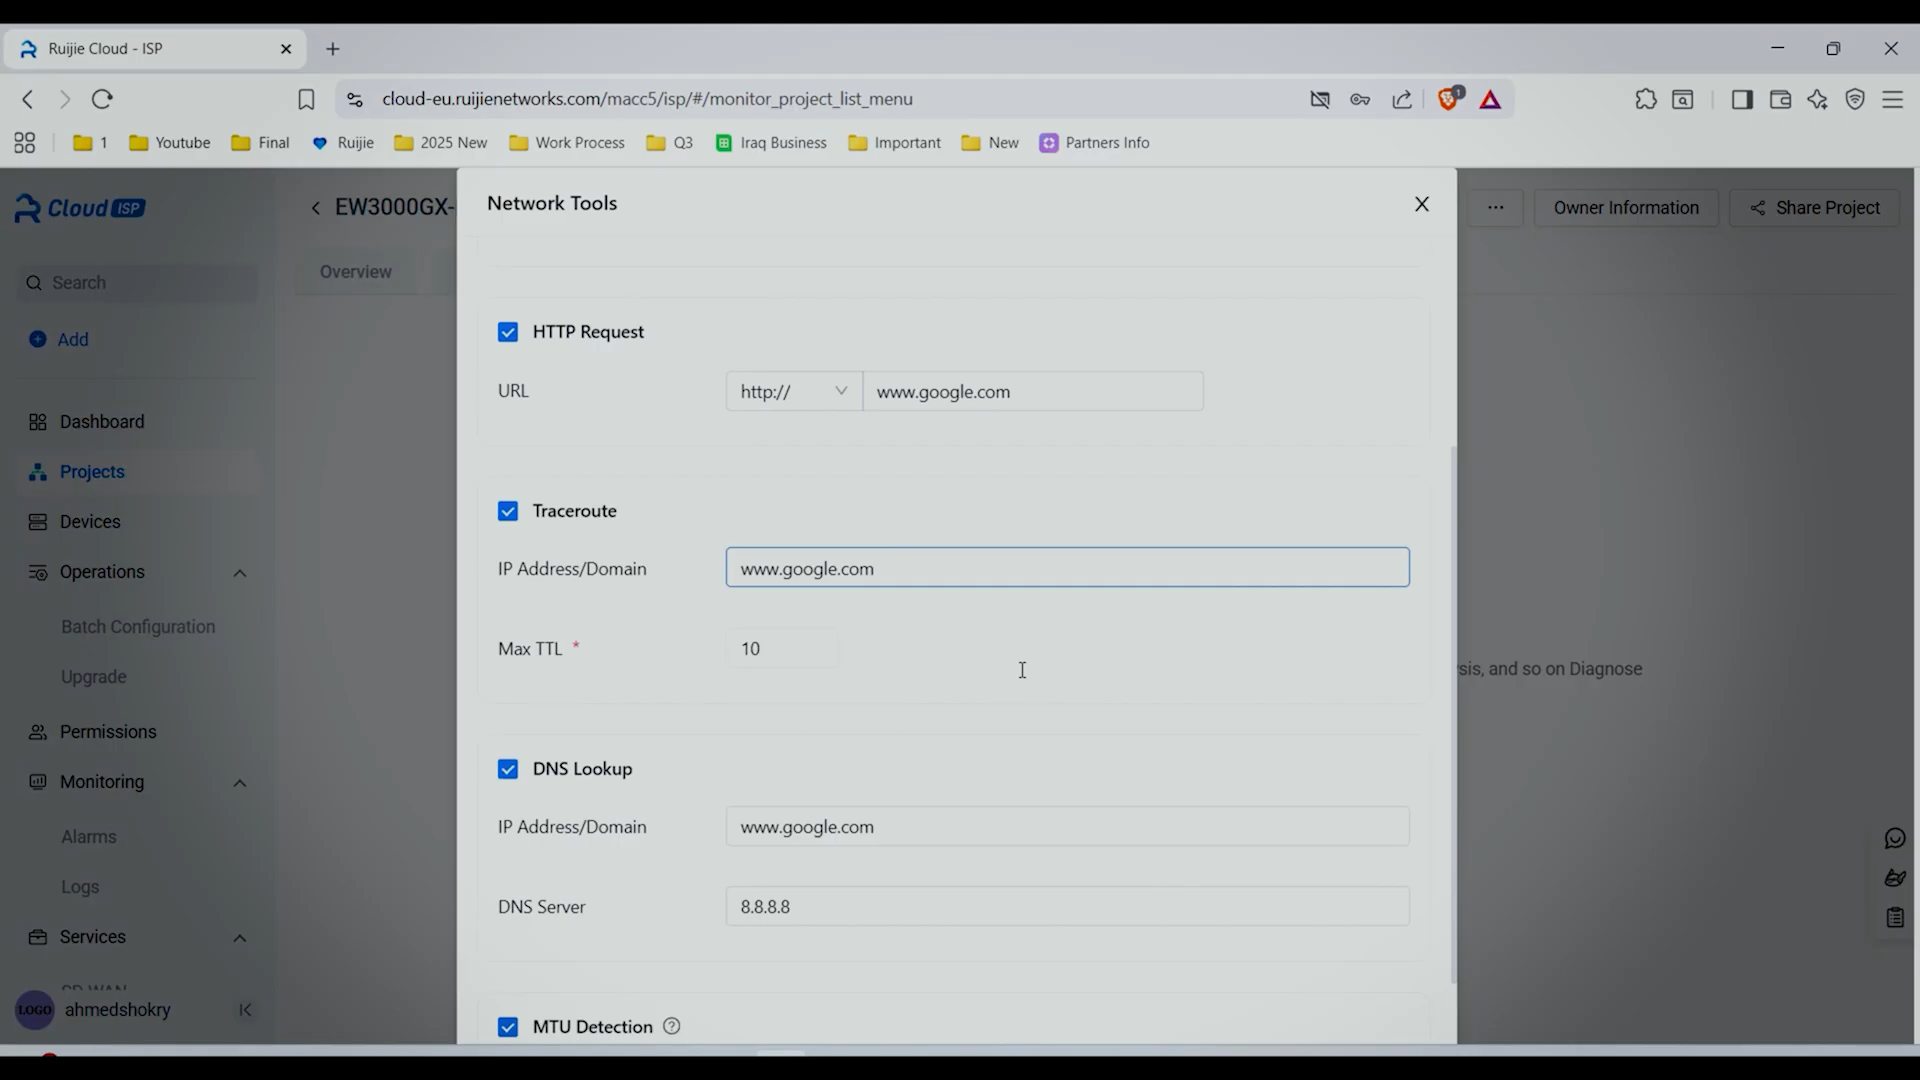 Ruijie Cloud - ISP
cloud-eu.ruijienetworks.com/macc5/isp/#/monitor_project_list_menu
1
1
Youtube
Final
Ruijie
2025 New
Work Process
Q3
Iraq Business
Important
New
Partners Info
Cloud ISP
EW3000GX-
Network Tools
Owner Information
Share Project
Search
Overview
Add
HTTP Request
URL
http://
www.google.com
Dashboard
Projects
Devices
Operations
Batch Configuration
Upgrade
Permissions
Monitoring
Alarms
Logs
Services
SD-WAN
LOGO
ahmedshokry
Traceroute
IP Address/Domain
www.google.com
Max TTL *
10
sis, and so on Diagnose
DNS Lookup
IP Address/Domain
www.google.com
DNS Server
8.8.8.8
MTU Detection